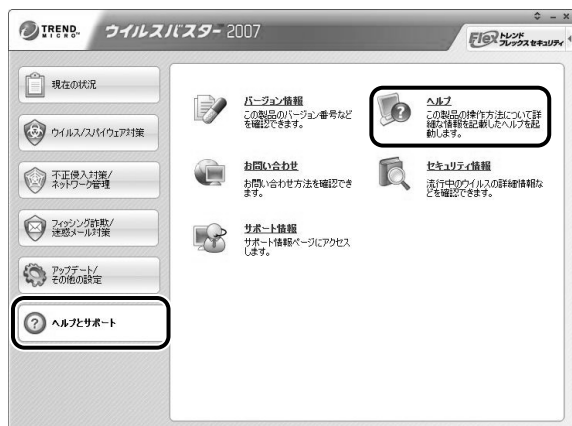 TREND MICRO
ウイルスバスター 2007
Flex トレンド フレックス セキュリティ
現在の状況
ウイルス/スパイウェア対策
不正侵入対策/
ネットワーク管理
フィッシング詐欺/
迷惑メール対策
アップデート/
その他の設定
ヘルプとサポート
バージョン情報
この製品のバージョン番号など
を確認できます。
ヘルプ
この製品の操作方法について詳
細な情報を記載したヘルプを起
動します。
お問い合わせ
お問い合わせ方法を確認でき
ます。
セキュリティ情報
流行中のウイルスの詳細情報な
どを確認できます。
サポート情報
サポート情報ページにアクセス
します。